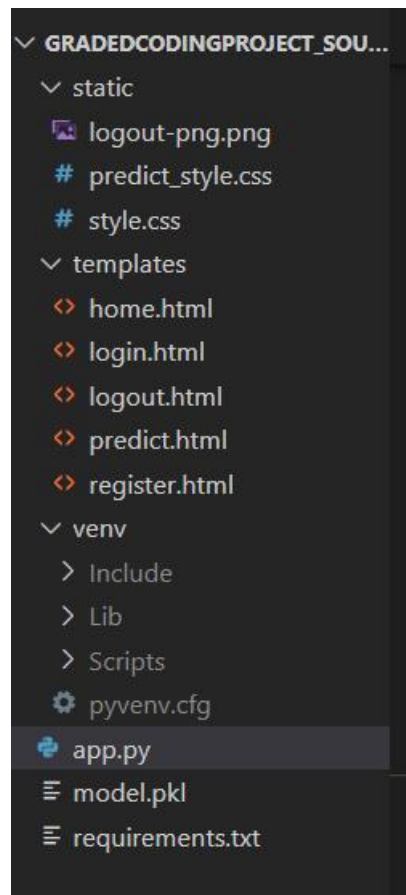 GRADEDCODINGPROJECT_SOU...
static
logout-png.png
predict_style.css
style.css
templates
home.html
login.html
logout.html
predict.html
register.html
venv
Include
Lib
Scripts
pyvenv.cfg
app.py
model.pkl
requirements.txt